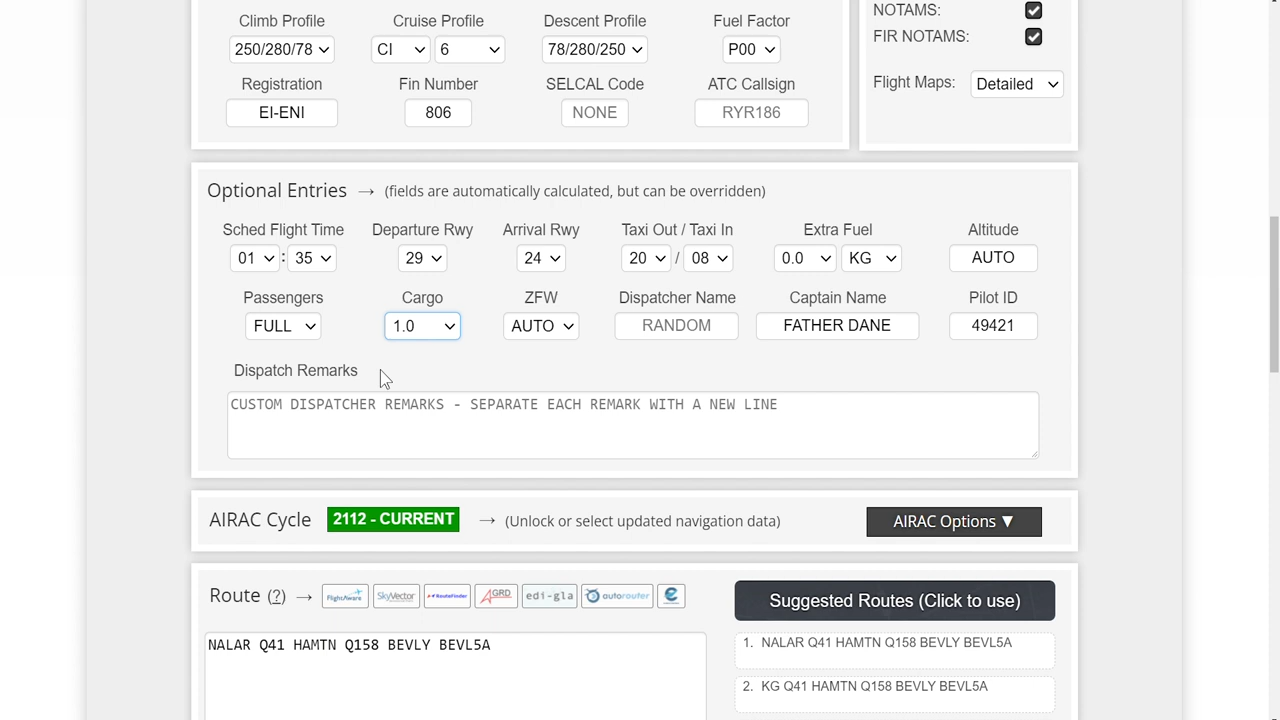 Climb Profile Cruise Profile Descent Profile Fuel Factor
250/280/78 CI 6 78/280/250 P00
Registration Fin Number SELCAL Code ATC Callsign
EI-ENI 806 NONE RYR186
NOTAMS:
FIR NOTAMS:
Flight Maps: Detailed
Optional Entries → (fields are automatically calculated, but can be overridden)
Sched Flight Time Departure Rwy Arrival Rwy Taxi Out / Taxi In Extra Fuel Altitude
01 : 35 29 24 20 / 08 0.0 KG AUTO
Passengers Cargo ZFW Dispatcher Name Captain Name Pilot ID
FULL 1.0 AUTO RANDOM FATHER DANE 49421
Dispatch Remarks
CUSTOM DISPATCHER REMARKS - SEPARATE EACH REMARK WITH A NEW LINE
AIRAC Cycle 2112 - CURRENT → (Unlock or select updated navigation data) AIRAC Options ▼
Route (?) → FlightAware SkyVector RouteFinder GRD edi-gla autorouter
NALAR Q41 HAMTN Q158 BEVLY BEVL5A
Suggested Routes (Click to use)
1. NALAR Q41 HAMTN Q158 BEVLY BEVL5A
2. KG Q41 HAMTN Q158 BEVLY BEVL5A